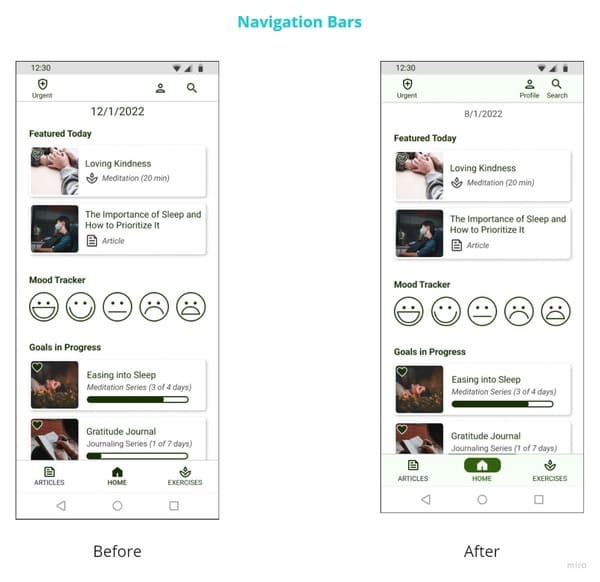 Navigation Bars
12:30
Urgent
12/1/2022
Featured Today
Loving Kindness
Meditation (20 min)
The Importance of Sleep and
How to Prioritize It
Article
Mood Tracker
Goals in Progress
Easing into Sleep
Meditation Series (3 of 4 days)
Gratitude Journal
Journaling Series (1 of 7 days)
ARTICLES HOME EXERCISES
Before
12:30
Urgent Profile Search
8/1/2022
Featured Today
Loving Kindness
Meditation (20 min)
The Importance of Sleep and
How to Prioritize It
Article
Mood Tracker
Goals in Progress
Easing into Sleep
Meditation Series (3 of 4 days)
Gratitude Journal
Journaling Series (1 of 7 days)
ARTICLES HOME EXERCISES
After
miro